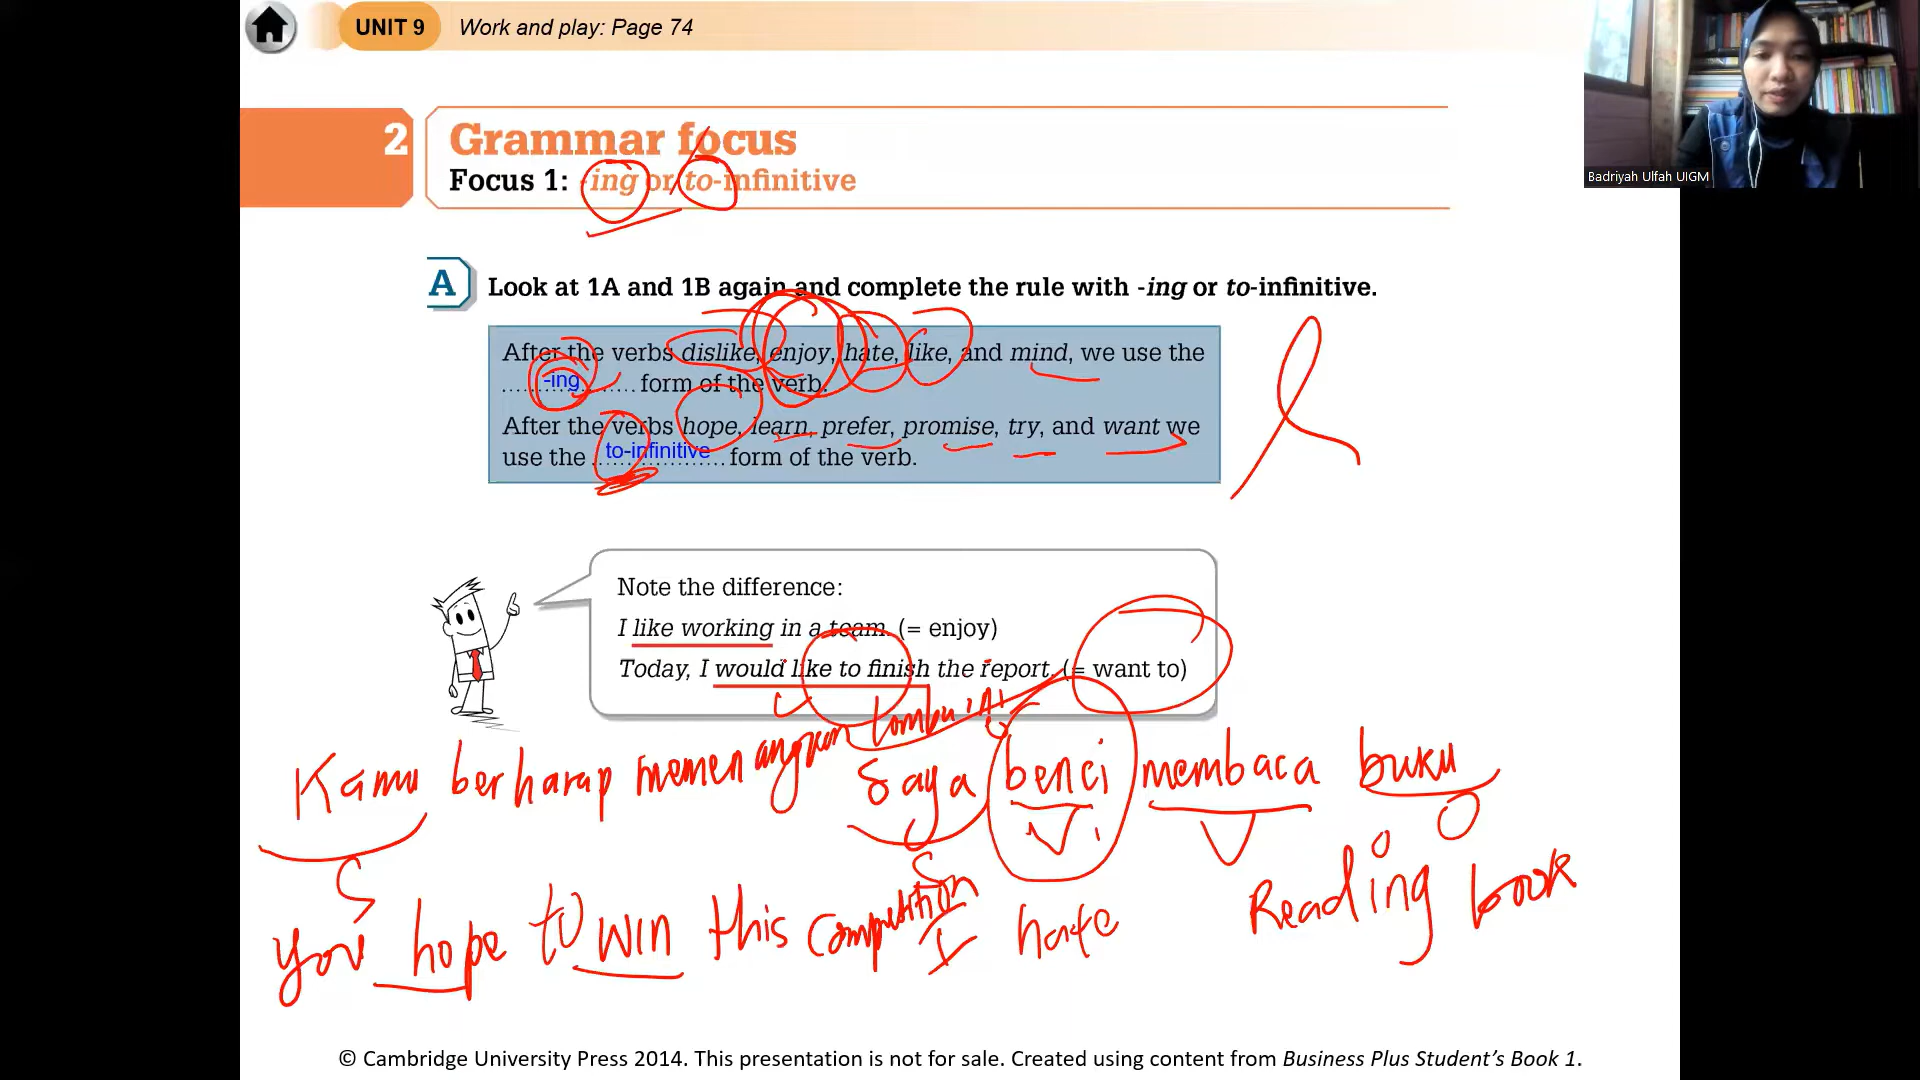 UNIT 9 Work and play: Page 74
Badriyah Ulfah UIGM
2 Grammar focus
Focus 1: -ing or to-infinitive
A Look at 1A and 1B again and complete the rule with -ing or to-infinitive.
After the verbs dislike, enjoy, hate, like, and mind, we use the
-ing form of the verb.
After the verbs hope, learn, prefer, promise, try, and want we
use the to-infinitive form of the verb.
Note the difference:
I like working in a team. (= enjoy)
Today, I would like to finish the report. (= want to)
Kamu berharap memenangkan lomba ini
Saya benci membaca buku
S
V
V
O
S
You hope to win this competition
I hate Reading book
© Cambridge University Press 2014. This presentation is not for sale. Created using content from Business Plus Student’s Book 1.